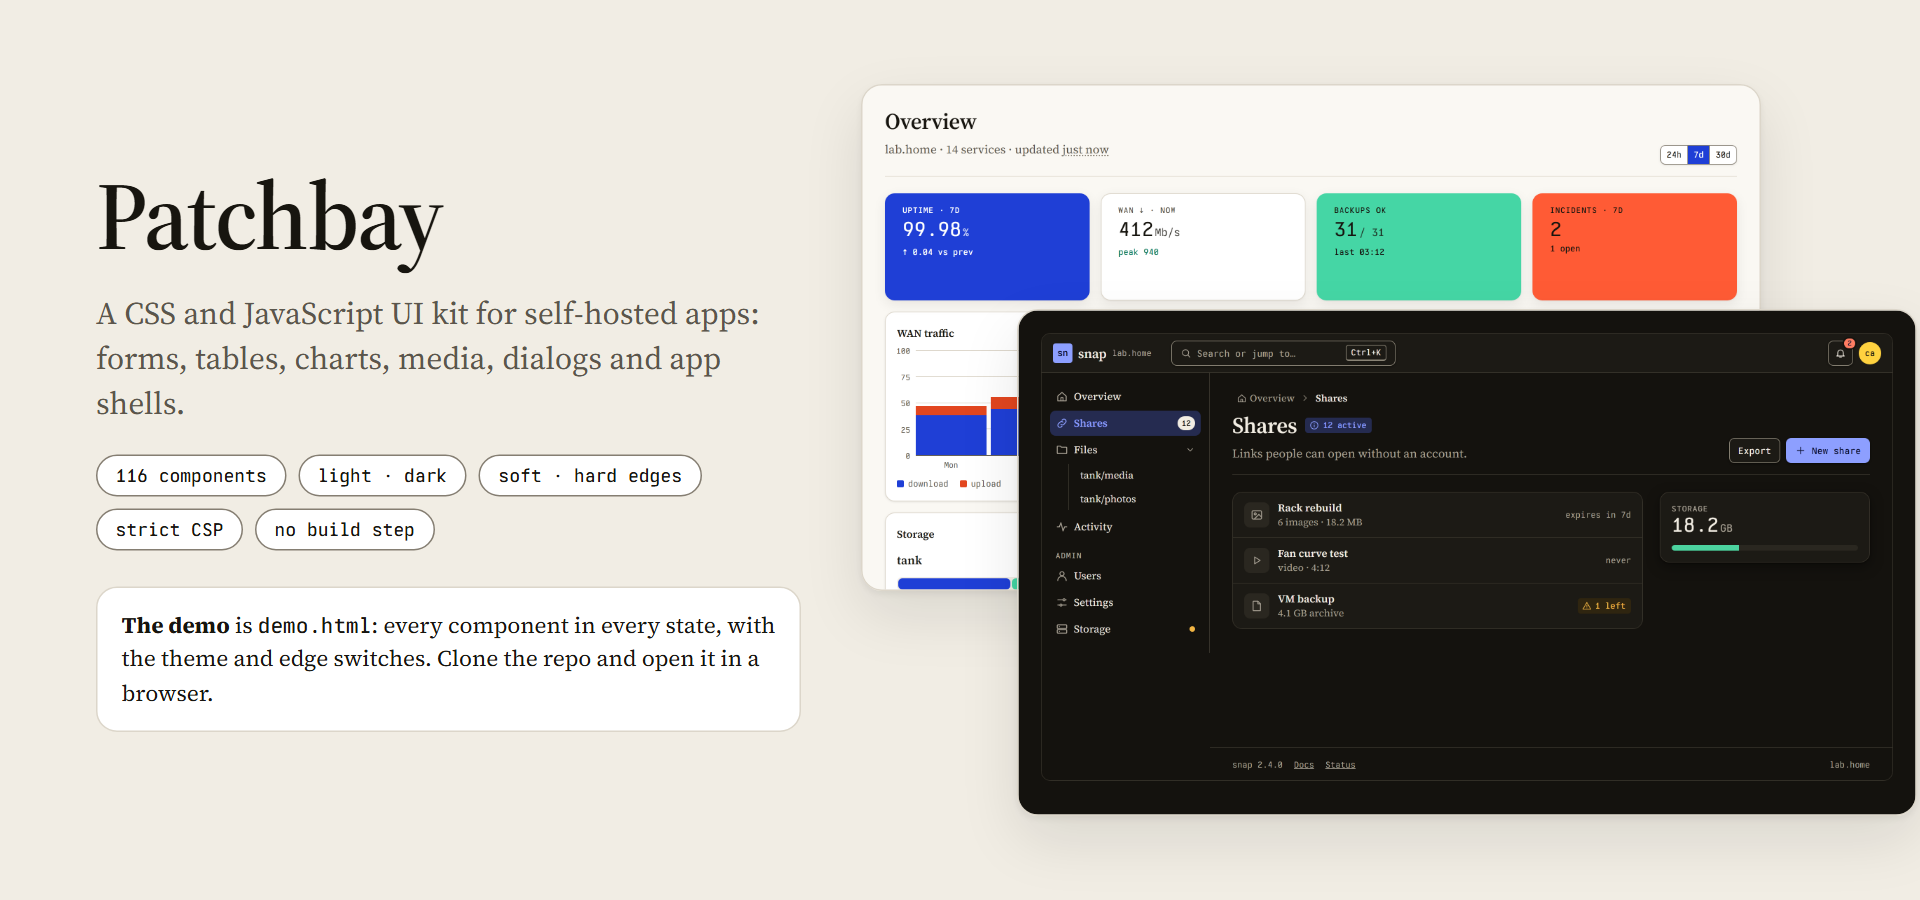 Patchbay
A CSS and JavaScript UI kit for self-hosted apps:
forms, tables, charts, media, dialogs and app
shells.
116 components
light · dark
soft · hard edges
strict CSP
no build step
The demo is demo.html: every component in every state, with
the theme and edge switches. Clone the repo and open it in a
browser.
Overview
lab.home · 14 services · updated just now
24h 7d 30d
UPTIME · 7D
99.98%
↑ 0.04 vs prev
WAN ↓ · NOW
412Mb/s
peak 940
BACKUPS OK
31/ 31
last 03:12
INCIDENTS · 7D
2
1 open
WAN traffic
100
75
50
25
0
Mon
download upload
Storage
tank
sn snap lab.home
Search or jump to…
Ctrl+K
2
ca
Overview
Shares 12
Files
tank/media
tank/photos
Activity
ADMIN
Users
Settings
Storage
Overview › Shares
Shares 12 active
Links people can open without an account.
Export
+ New share
Rack rebuild
6 images · 18.2 MB
expires in 7d
Fan curve test
video · 4:12
never
VM backup
4.1 GB archive
1 left
STORAGE
18.2GB
snap 2.4.0 Docs Status
lab.home